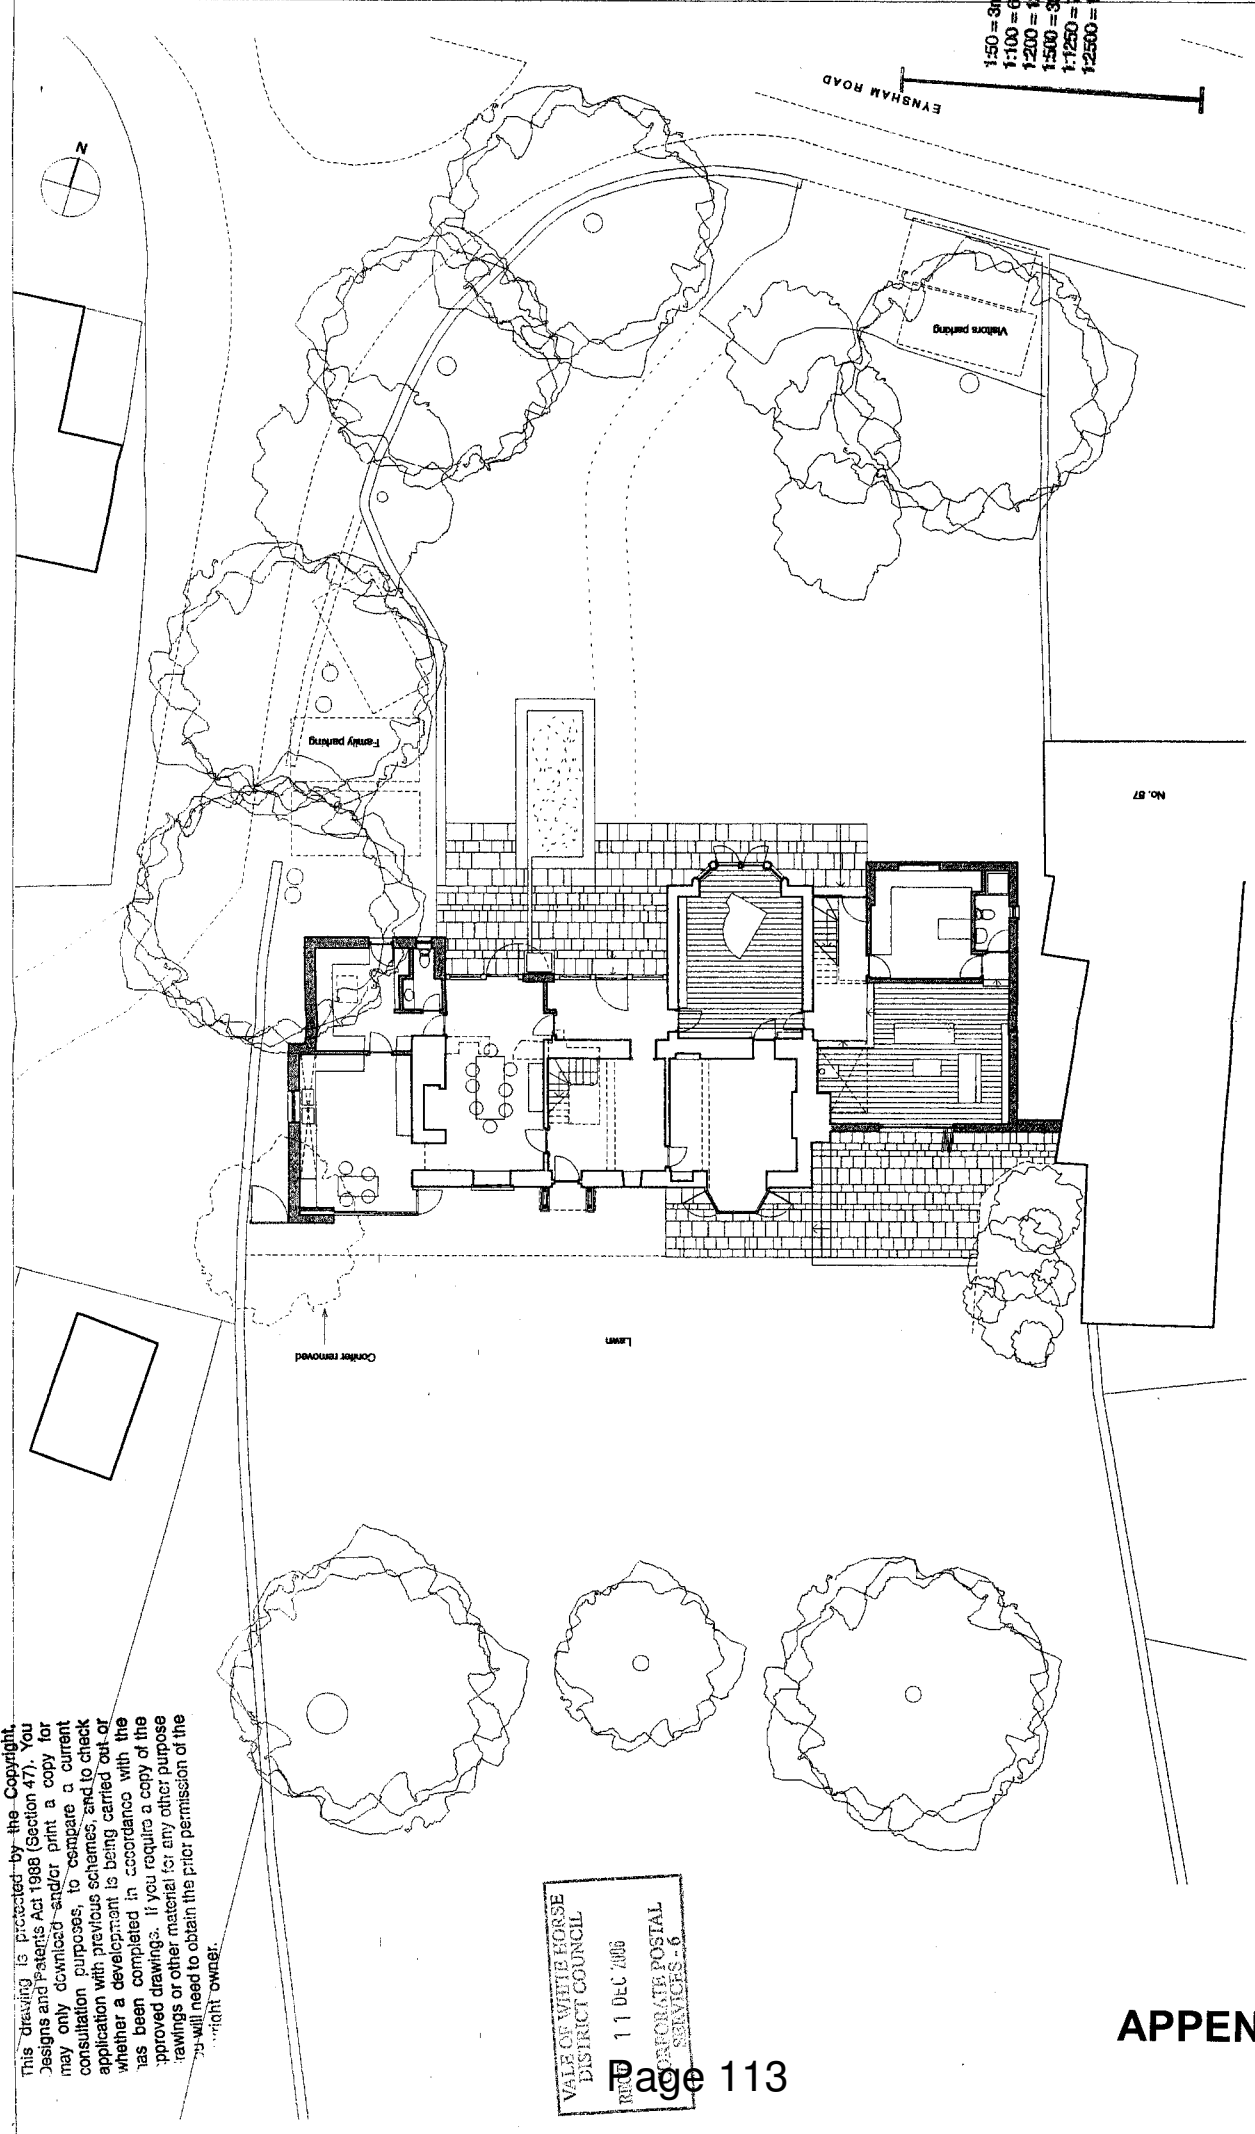 1:50 = 3m
1:100 = 6
1:200 = 1
1:500 = 3
1:1250 =
1:2500 =
EYNSHAM ROAD
N
Visitors parking
Family parking
No. 87
Conifer removed
Lawn
This drawing is protected by the Copyright,
Designs and Patents Act 1988 (Section 47). You
may only download and/or print a copy for
consultation purposes, to compare a current
application with previous schemes, and to check
whether a development is being carried out or
has been completed in accordance with the
approved drawings. If you require a copy of the
drawings or other material for any other purpose
you will need to obtain the prior permission of the
right owner.
VALE OF WHITE HORSE
DISTRICT COUNCIL
11 DEC 2006
CORPORATE POSTAL
SERVICES - 6
Page 113
APPEN